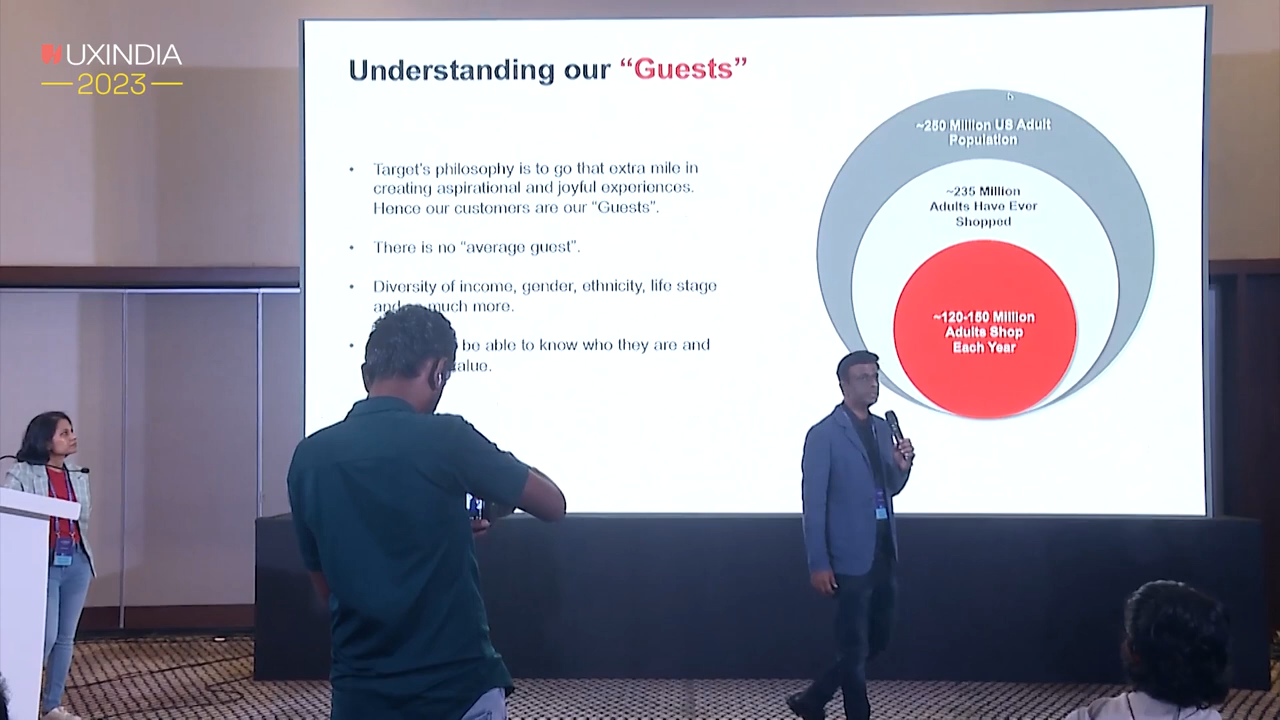 UXINDIA
2023
Understanding our “Guests”
• Target's philosophy is to go that extra mile in
creating aspirational and joyful experiences.
Hence our customers are our “Guests”.
• There is no “average guest”.
• Diversity of income, gender, ethnicity, life stage
much more.
• be able to know who they are and
~250 Million US Adult
Population
~235 Million
Adults Have Ever
Shopped
~120-150 Million
Adults Shop
Each Year